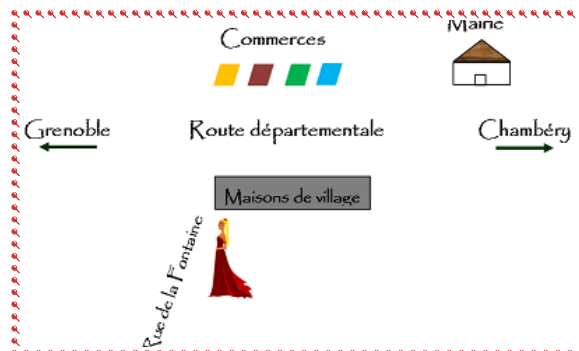 Mairie
Commerces
Grenoble
Route départementale
Chambéry
Maisons de village
Rue de la Fontaine